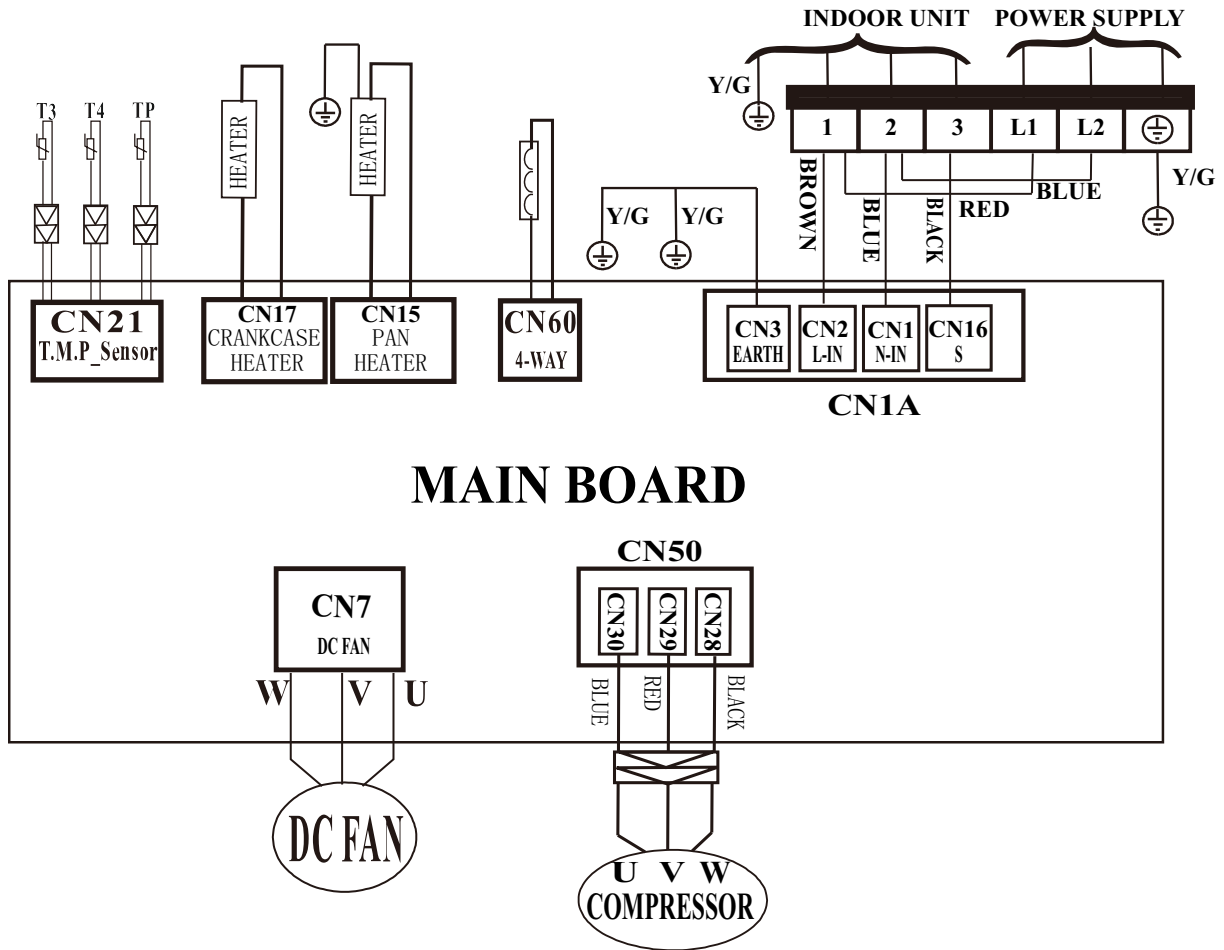 INDOOR UNIT POWER SUPPLY
Y/G
T3 T4 TP
1 2 3 L1 L2
HEATER
HEATER
BROWN
BLUE
BLACK
RED
BLUE
Y/G
Y/G
Y/G
CN21
T.M.P_Sensor
CN17
CRANKCASE
HEATER
CN15
PAN
HEATER
CN60
4-WAY
CN3
EARTH
CN2
L-IN
CN1
N-IN
CN16
S
CN1A
MAIN BOARD
CN50
CN7
DC FAN
CN30
CN29
CN28
W V U
BLUE
RED
BLACK
DC FAN
U V W
COMPRESSOR